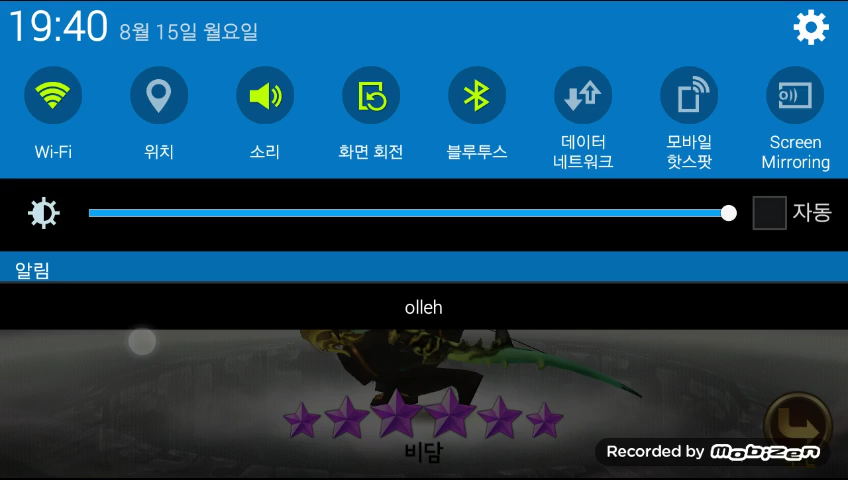 19:40 8월 15일 월요일
Wi-Fi
위치
소리
화면 회전
블루투스
데이터
네트워크
모바일
핫스팟
Screen
Mirroring
자동
알림
olleh
비담
Recorded by mobizen